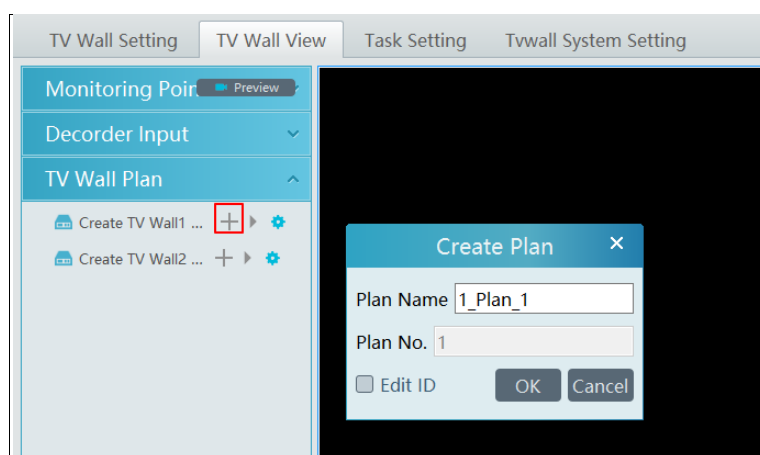 TV Wall Setting TV Wall View Task Setting Tvwall System Setting
Monitoring Poin Preview
Decorder Input
TV Wall Plan
Create TV Wall1 ...
Create TV Wall2 ...
Create Plan
Plan Name 1_Plan_1
Plan No. 1
Edit ID OK Cancel